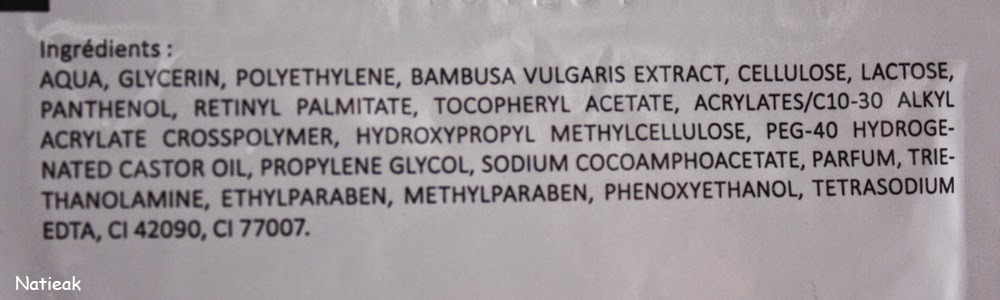 Ingrédients :
AQUA, GLYCERIN, POLYETHYLENE, BAMBUSA VULGARIS EXTRACT, CELLULOSE, LACTOSE,
PANTHENOL, RETINYL PALMITATE, TOCOPHERYL ACETATE, ACRYLATES/C10-30 ALKYL
ACRYLATE CROSSPOLYMER, HYDROXYPROPYL METHYLCELLULOSE, PEG-40 HYDROGE-
NATED CASTOR OIL, PROPYLENE GLYCOL, SODIUM COCOAMPHOACETATE, PARFUM, TRIE-
THANOLAMINE, ETHYLPARABEN, METHYLPARABEN, PHENOXYETHANOL, TETRASODIUM
EDTA, CI 42090, CI 77007.
Natieak